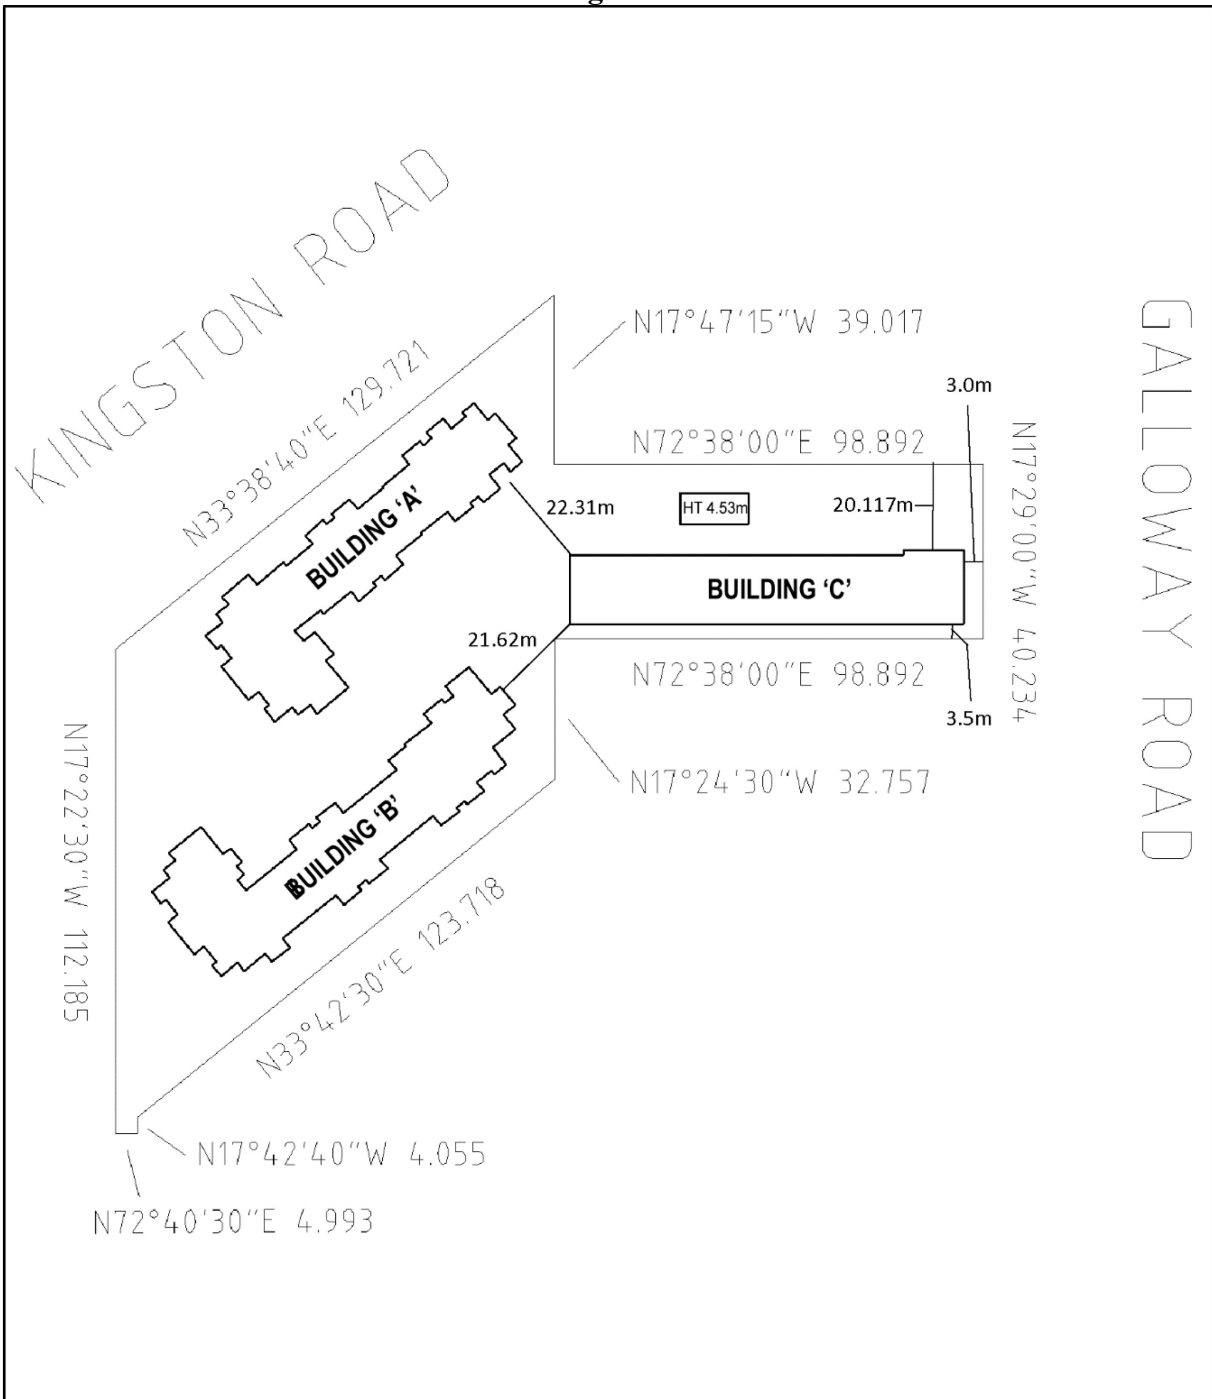 KINGSTON ROAD
N17°47'15"W 39.017
GALLOWAY ROAD
3.0m
N33°38'40"E 129.721
N72°38'00"E 98.892
N17°29'00"W 40.234
22.31m
HT 4.53m
20.117m
BUILDING 'A'
BUILDING 'C'
21.62m
N72°38'00"E 98.892
3.5m
N17°22'30"W 112.185
N17°24'30"W 32.757
BUILDING 'B'
N33°42'30"E 123.718
N17°42'40"W 4.055
N72°40'30"E 4.993